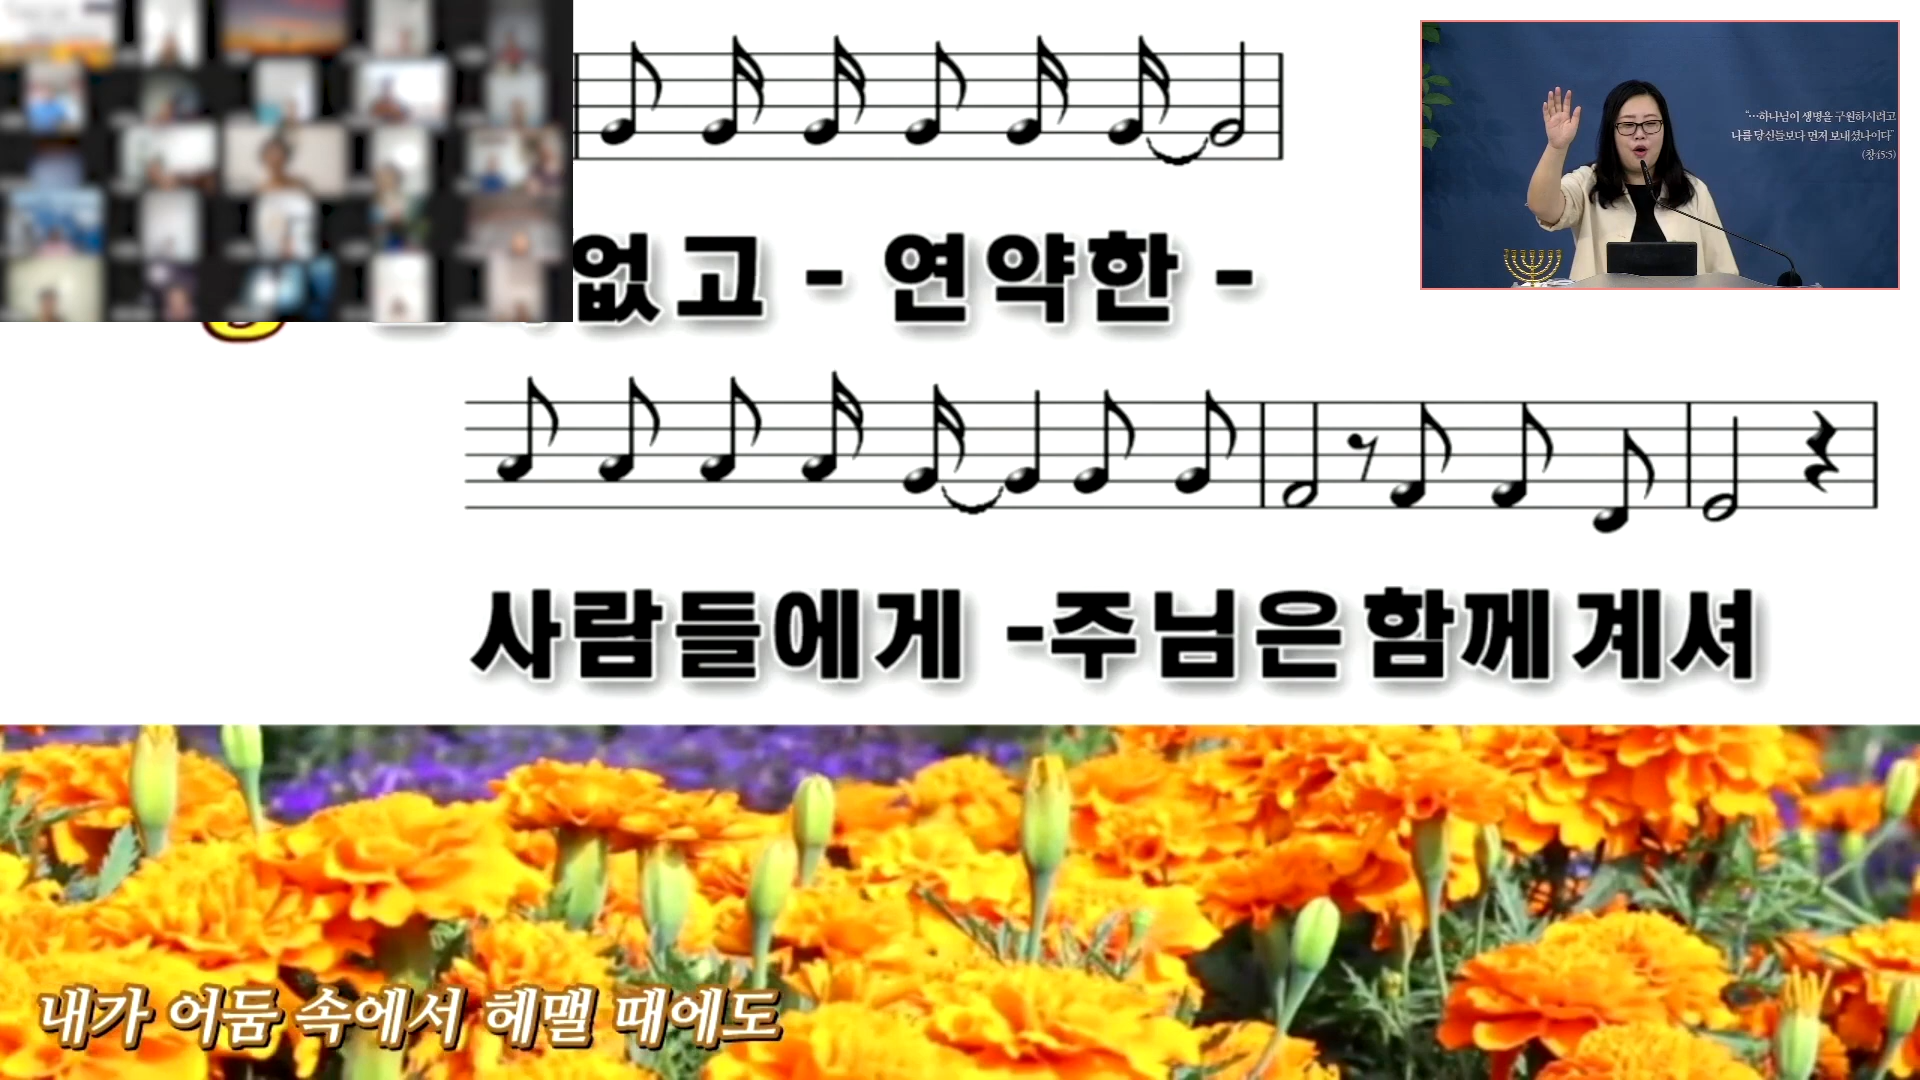 없고 - 연약한 -
"…하나님이 생명을 구원하시려고
나를 당신들보다 먼저 보내셨나이다"
(창45:5)
사람들에게 -주님은함께계셔
내가 어둠 속에서 헤맬 때에도